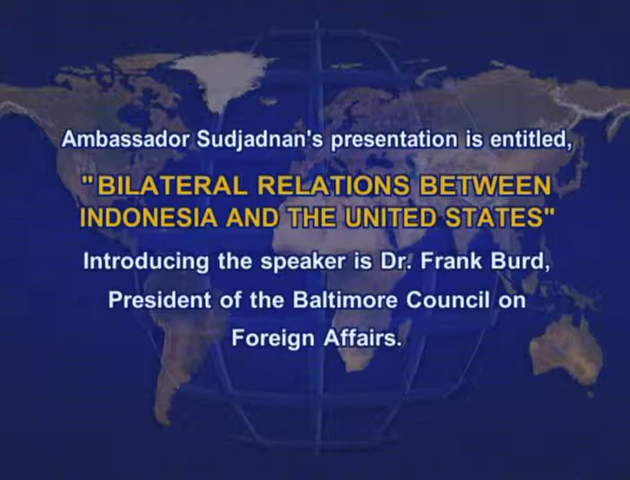 Ambassador Sudjadnan's presentation is entitled,
"BILATERAL RELATIONS BETWEEN
INDONESIA AND THE UNITED STATES"
Introducing the speaker is Dr. Frank Burd,
President of the Baltimore Council on
Foreign Affairs.